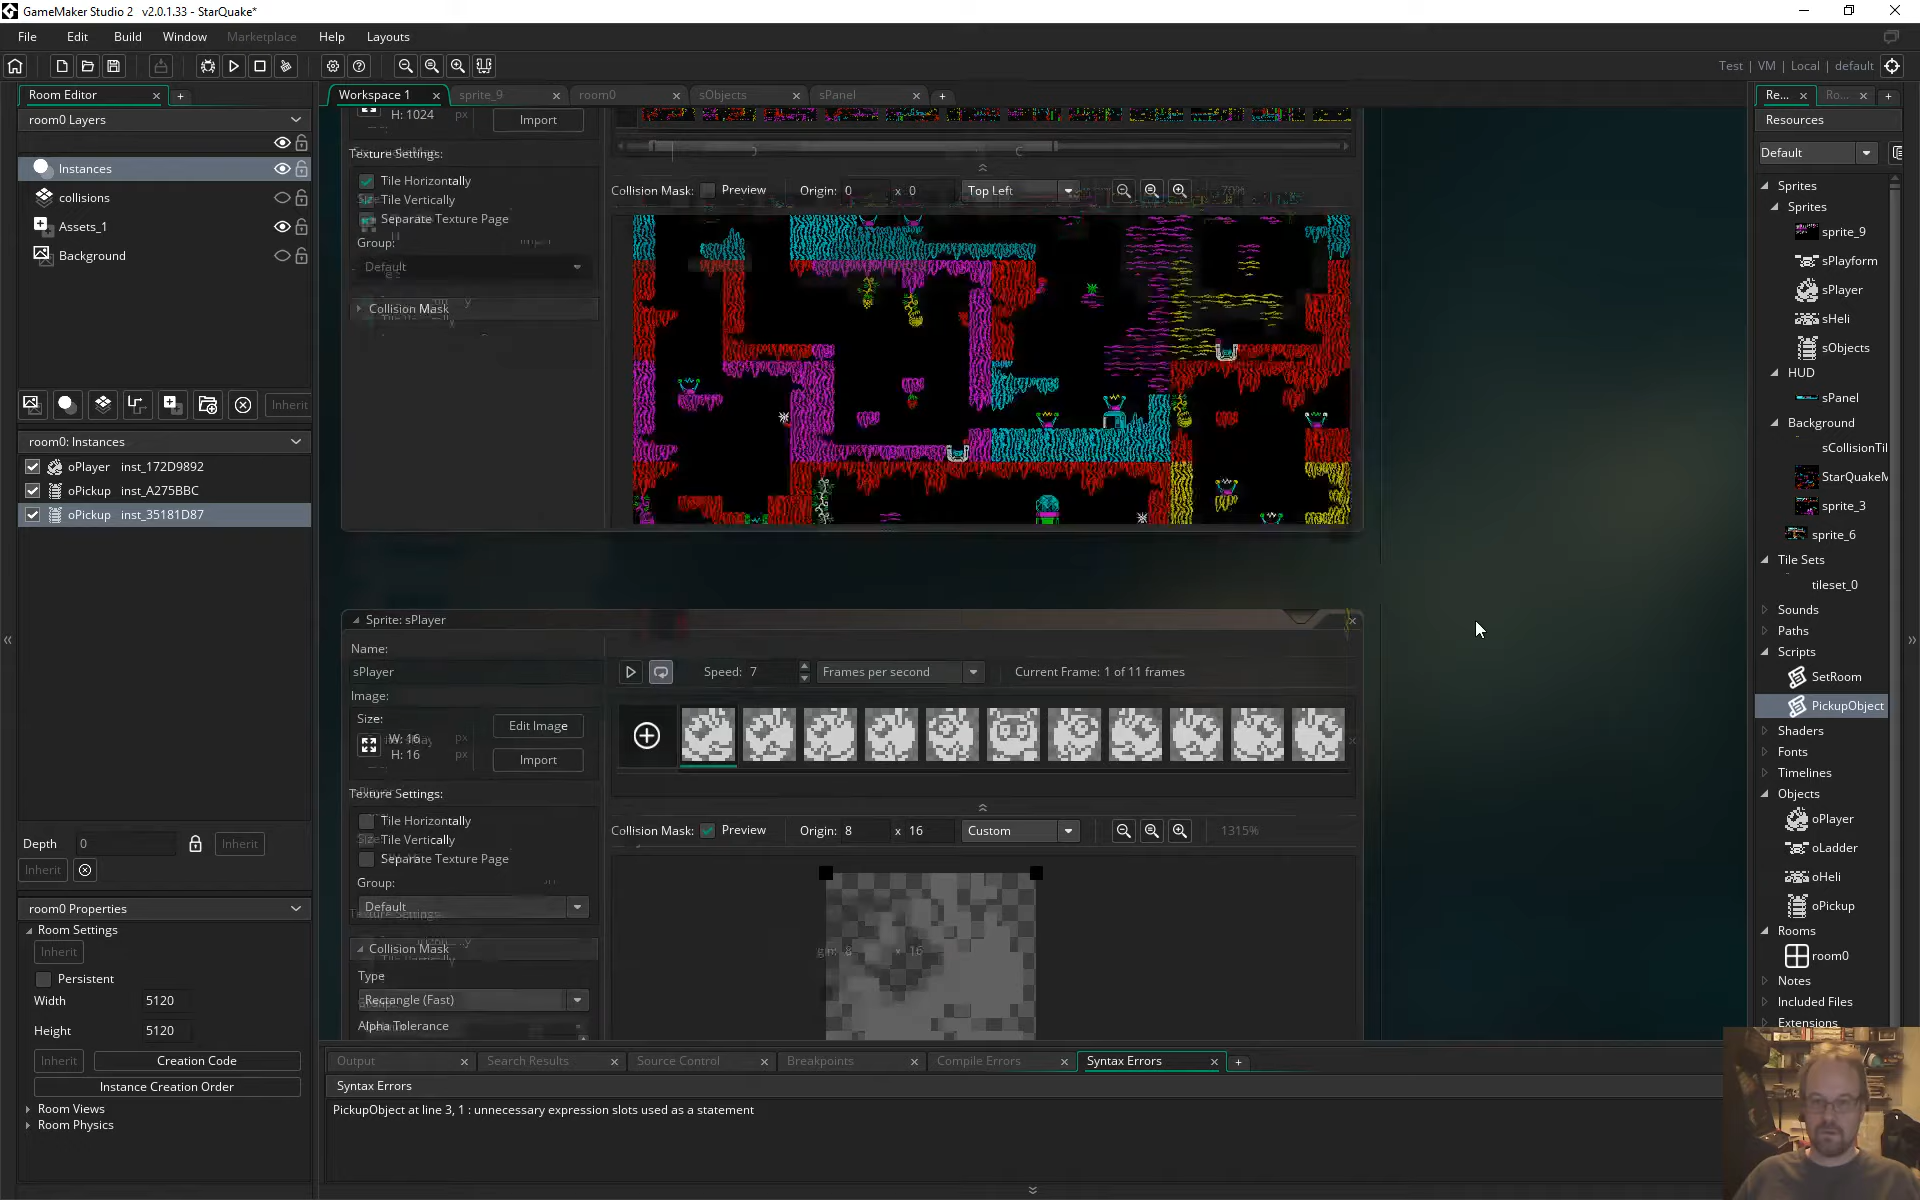 GameMaker Studio 2 v2.0.1.33 - StarQuake*
File Edit Build Window Marketplace Help Layouts
Test | VM | Local | default
Room Editor
room0 Layers
Instances
collisions
Assets_1
Background
Inherit
room0: Instances
oPlayer inst_172D9892
oPickup inst_A275BBC
oPickup inst_35181D87
Depth 0 Inherit
Inherit
room0 Properties
Room Settings
Inherit
Persistent
Width 5120
Height 5120
Inherit Creation Code
Instance Creation Order
Room Views
Room Physics
Workspace 1 sprite_9 room0 sObjects sPanel
H: 1024 px Import
Texture Settings:
Tile Horizontally
Tile Vertically
Separate Texture Page
Group:
Default
Collision Mask
Collision Mask: Preview Origin: 0 x 0 Top Left 70%
Sprite: sPlayer
Name:
sPlayer
Image:
Size:
W: 16 px
H: 16 px
Edit Image
Import
Speed: 7 Frames per second Current Frame: 1 of 11 frames
Texture Settings:
Tile Horizontally
Tile Vertically
Separate Texture Page
Group:
Default
Collision Mask
Type
Rectangle (Fast)
Alpha Tolerance
Collision Mask: Preview Origin: 8 x 16 Custom 1315%
Output Search Results Source Control Breakpoints Compile Errors Syntax Errors
Syntax Errors
PickupObject at line 3, 1 : unnecessary expression slots used as a statement
Re... Ro...
Resources
Default
Sprites
Sprites
sprite_9
sPlayform
sPlayer
sHeli
sObjects
HUD
sPanel
Background
sCollisionTil
StarQuakeM
sprite_3
sprite_6
Tile Sets
tileset_0
Sounds
Paths
Scripts
SetRoom
PickupObject
Shaders
Fonts
Timelines
Objects
oPlayer
oLadder
oHeli
oPickup
Rooms
room0
Notes
Included Files
Extensions